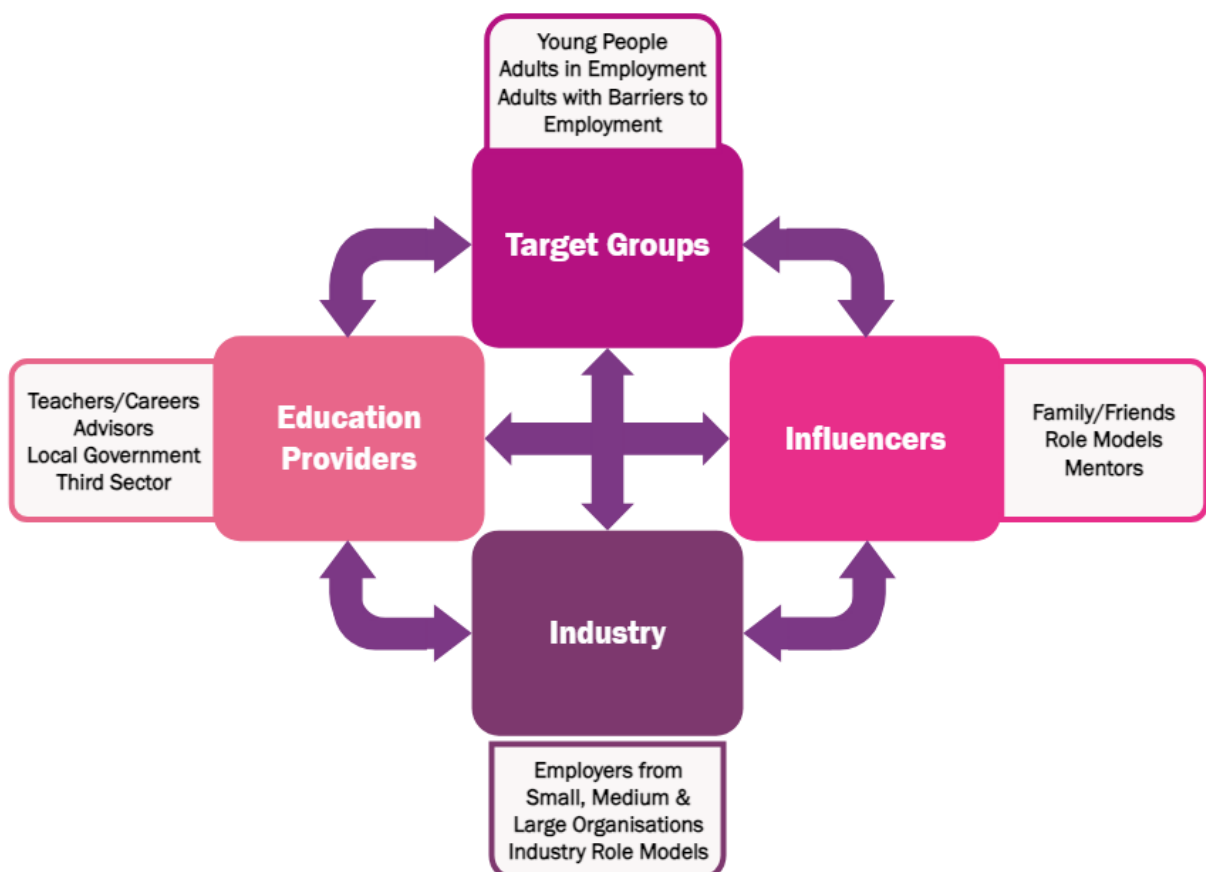 Young People
Adults in Employment
Adults with Barriers to
Employment
Target Groups
Teachers/Careers
Advisors
Local Government
Third Sector
Education
Providers
Influencers
Family/Friends
Role Models
Mentors
Industry
Employers from
Small, Medium &
Large Organisations
Industry Role Models